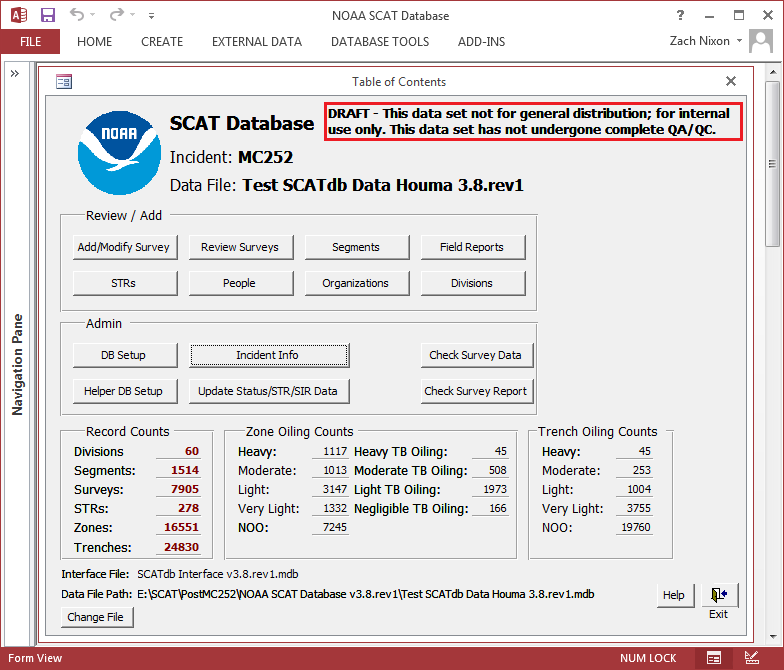 NOAA SCAT Database
?
FILE HOME CREATE EXTERNAL DATA DATABASE TOOLS ADD-INS Zach Nixon
»
Table of Contents
NOAA
SCAT Database
DRAFT - This data set not for general distribution; for internal
use only. This data set has not undergone complete QA/QC.
Incident: MC252
Data File: Test SCATdb Data Houma 3.8.rev1
Review / Add
Add/Modify Survey Review Surveys Segments Field Reports
STRs People Organizations Divisions
Admin
DB Setup Incident Info Check Survey Data
Helper DB Setup Update Status/STR/SIR Data Check Survey Report
Navigation Pane
Record Counts
Divisions 60
Segments: 1514
Surveys: 7905
STRs: 278
Zones: 16551
Trenches: 24830
Zone Oiling Counts
Heavy: 1117 Heavy TB Oiling: 45
Moderate: 1013 Moderate TB Oiling: 508
Light: 3147 Light TB Oiling: 1973
Very Light: 1332 Negligible TB Oiling: 166
NOO: 7245
Trench Oiling Counts
Heavy: 45
Moderate: 253
Light: 1004
Very Light: 3755
NOO: 19760
Interface File: SCATdb Interface v3.8.rev1.mdb
Data File Path: E:\SCAT\PostMC252\NOAA SCAT Database v3.8.rev1\Test SCATdb Data Houma 3.8.rev1.mdb
Help
Exit
Change File
Form View NUM LOCK